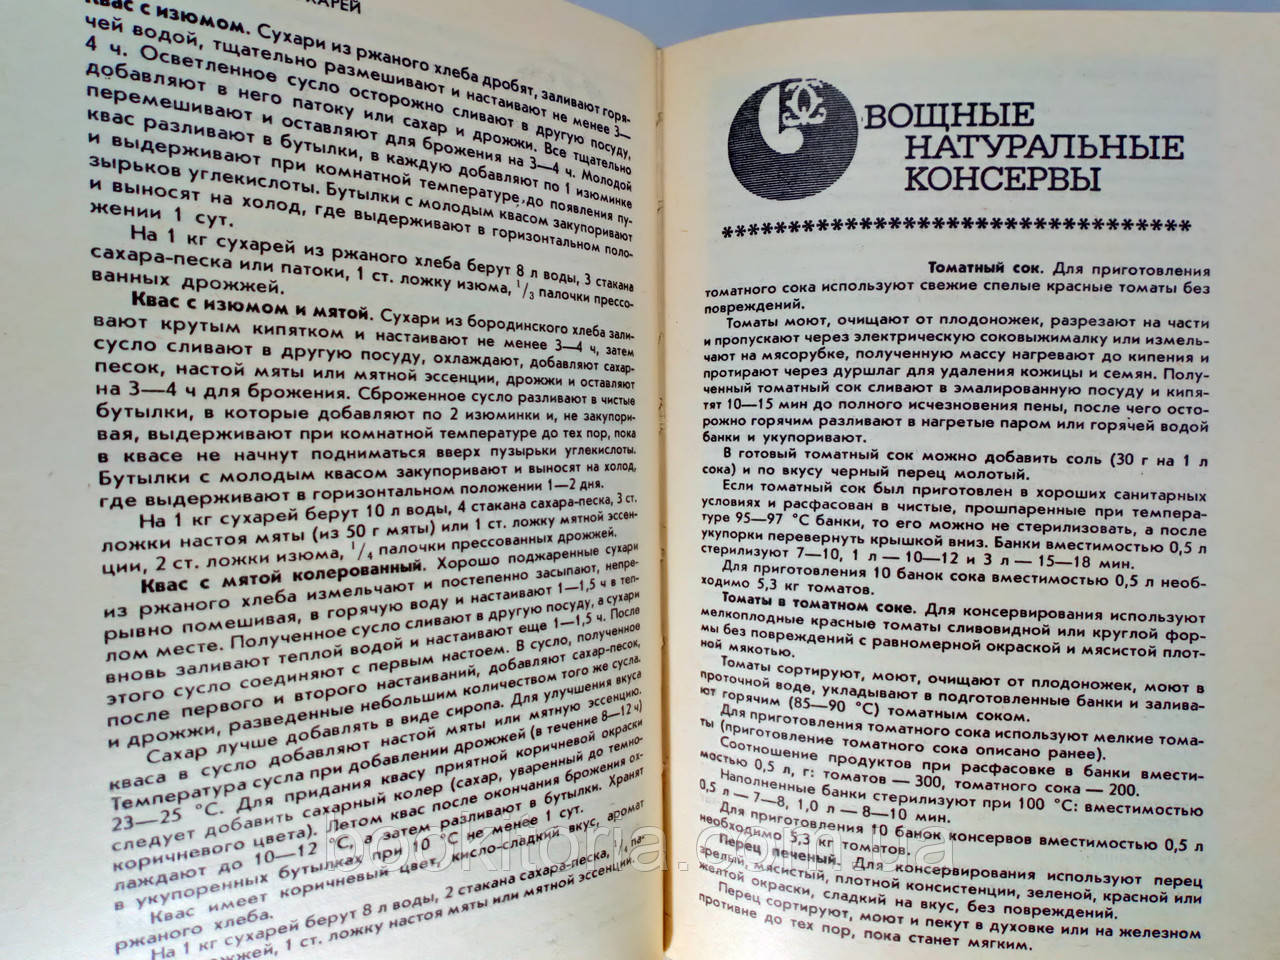 ХАРЕЙ
Квас с изюмом. Сухари из ржаного хлеба дробят, заливают горя-
чей водой, тщательно размешивают и настаивают не менее 3—
4 ч. Осветленное сусло осторожно сливают в другую посуду,
добавляют в него патоку или сахар и дрожжи. Все тщательно
перемешивают и оставляют для брожения на 3—4 ч. Молодой
квас разливают в бутылки, в каждую добавляют по 1 изюминке
и выдерживают при комнатной температуре до появления пу-
зырьков углекислоты. Бутылки с молодым квасом закупоривают
и выносят на холод, где выдерживают в горизонтальном поло-
жении 1 сут.
На 1 кг сухарей из ржаного хлеба берут 8 л воды, 3 стакана
сахара-песка или патоки, 1 ст. ложку изюма, 1/3 палочки прессо-
ванных дрожжей.
Квас с изюмом и мятой. Сухари из бородинского хлеба зали-
вают крутым кипятком и настаивают не менее 3—4 ч, затем
сусло сливают в другую посуду, охлаждают, добавляют сахар-
песок, настой мяты или мятной эссенции, дрожжи и оставляют
на 3—4 ч для брожения. Сброженное сусло разливают в чистые
бутылки, в которые добавляют по 2 изюминки и, не закупори-
вая, выдерживают при комнатной температуре до тех пор, пока
в квасе не начнут подниматься вверх пузырьки углекислоты.
Бутылки с молодым квасом закупоривают и выносят на холод,
где выдерживают в горизонтальном положении 1—2 дня.
На 1 кг сухарей берут 10 л воды, 4 стакана сахара-песка, 3 ст.
ложки настоя мяты (из 50 г мяты) или 1 ст. ложку мятной эссен-
ции, 2 ст. ложки изюма, 1/4 палочки прессованных дрожжей.
Квас с мятой колерованный. Хорошо поджаренные сухари
из ржаного хлеба измельчают и постепенно засыпают, непре-
рывно помешивая, в горячую воду и настаивают 1—1,5 ч в теп-
лом месте. Полученное сусло сливают в другую посуду, а сухари
вновь заливают теплой водой и настаивают еще 1—1,5 ч. После
этого сусло соединяют с первым настоем. В сусло, полученное
после первого и второго настаиваний, добавляют сахар-песок,
и дрожжи, разведенные небольшим количеством того же сусла.
Сахар лучше добавлять в виде сиропа. Для улучшения вкуса
кваса в сусло добавляют настой мяты или мятную эссенцию.
Температура сусла при добавлении дрожжей (в течение 8—12 ч)
23—25 °С. Для придания квасу приятной коричневой окраски
следует добавить сахарный колер (сахар, уваренный до темно-
коричневого цвета). Летом квас после окончания брожения ох-
лаждают до 10—12 °С, а затем разливают в бутылки. Хранят
в укупоренных бутылках при 10 °С не менее 1 сут.
Квас имеет коричневый цвет, кисло-сладкий вкус, аромат
ржаного хлеба.
На 1 кг сухарей берут 8 л воды, 2 стакана сахара-песка, 1/4 па-
дрожжей, 1 ст. ложку настоя мяты или мятной эссенции.
ВОЩНЫЕ
НАТУРАЛЬНЫЕ
КОНСЕРВЫ
********************************
Томатный сок. Для приготовления
томатного сока используют свежие спелые красные томаты без
повреждений.
Томаты моют, очищают от плодоножек, разрезают на части
и пропускают через электрическую соковыжималку или измель-
чают на мясорубке, полученную массу нагревают до кипения и
протирают через дуршлаг для удаления кожицы и семян. Полу-
ченный томатный сок сливают в эмалированную посуду и кипя-
тят 10—15 мин до полного исчезновения пены, после чего осто-
рожно горячим разливают в нагретые паром или горячей водой
банки и укупоривают.
В готовый томатный сок можно добавить соль (30 г на 1 л
сока) и по вкусу черный перец молотый.
Если томатный сок был приготовлен в хороших санитарных
условиях и расфасован в чистые, прошпаренные при темпера-
туре 95—97 °С банки, то его можно не стерилизовать, а после
укупорки перевернуть крышкой вниз. Банки вместимостью 0,5 л
стерилизуют 7—10, 1 л — 10—12 и 3 л — 15—18 мин.
Для приготовления 10 банок сока вместимостью 0,5 л необ-
ходимо 5,3 кг томатов.
Томаты в томатном соке. Для консервирования используют
мелкоплодные красные томаты сливовидной или круглой фор-
мы без повреждений с равномерной окраской и мясистой плот-
ной мякотью.
Томаты сортируют, моют, очищают от плодоножек, моют в
проточной воде, укладывают в подготовленные банки и залива-
ют горячим (85—90 °С) томатным соком.
Для приготовления томатного сока используют мелкие тома-
ты (приготовление томатного сока описано ранее).
Соотношение продуктов при расфасовке в банки вмести-
мостью 0,5 л, г: томатов — 300, томатного сока — 200.
Наполненные банки стерилизуют при 100 °С: вместимостью
0,5 л — 7—8, 1,0 л — 8—10 мин.
Для приготовления 10 банок консервов вместимостью 0,5 л
необходимо 5,3 кг томатов.
Перец печеный. Для консервирования используют перец
зрелый, мясистый, плотной консистенции, зеленой, красной или
желтой окраски, сладкий на вкус, без повреждений.
Перец сортируют, моют и пекут в духовке или на железном
противне до тех пор, пока станет мягким.
bookitoria.com.ua